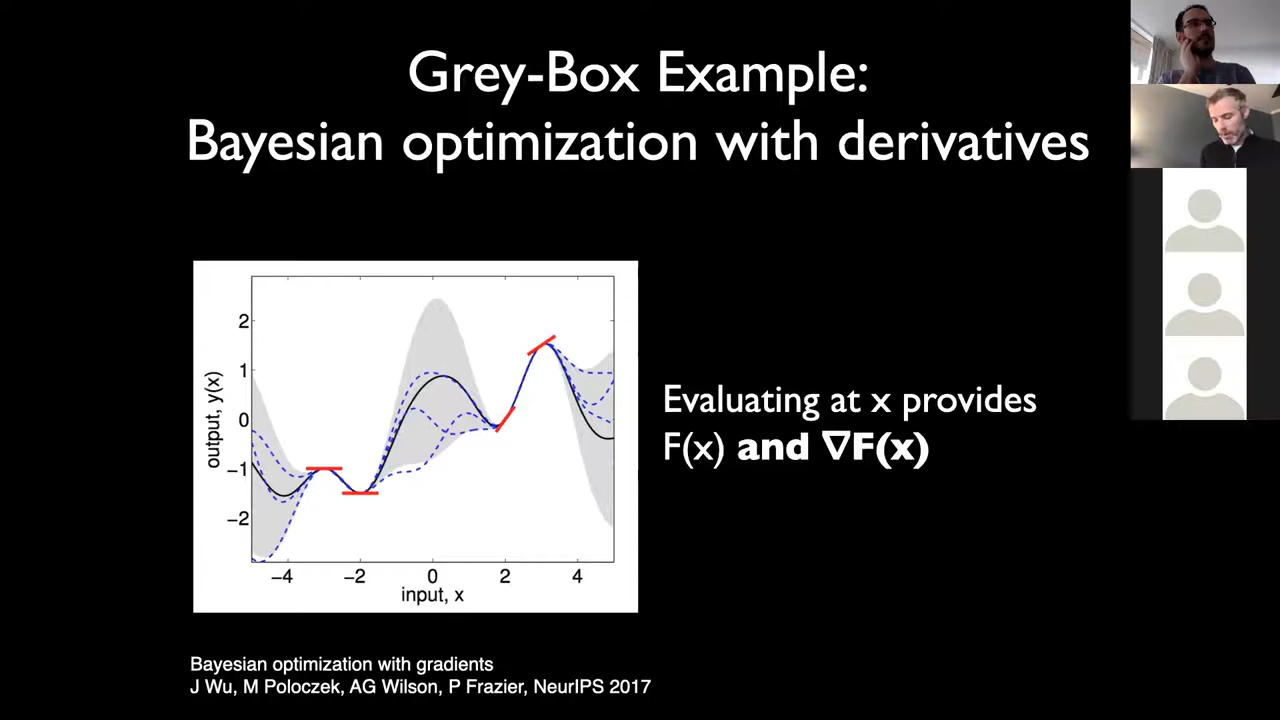 Grey-Box Example:
Bayesian optimization with derivatives
2
1
0
−1
−2
output, y(x)
−4
−2
0
2
4
input, x
Evaluating at x provides
F(x) and ∇F(x)
Bayesian optimization with gradients
J Wu, M Poloczek, AG Wilson, P Frazier, NeurIPS 2017